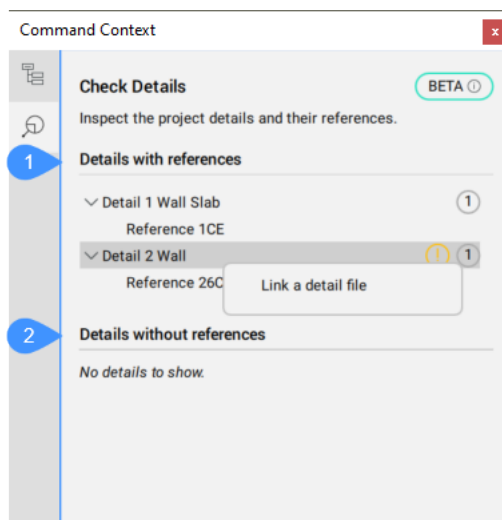 Command Context
x
Check Details
BETA
Inspect the project details and their references.
1
Details with references
Detail 1 Wall Slab
1
Reference 1CE
Detail 2 Wall
1
Reference 26C
Link a detail file
2
Details without references
No details to show.